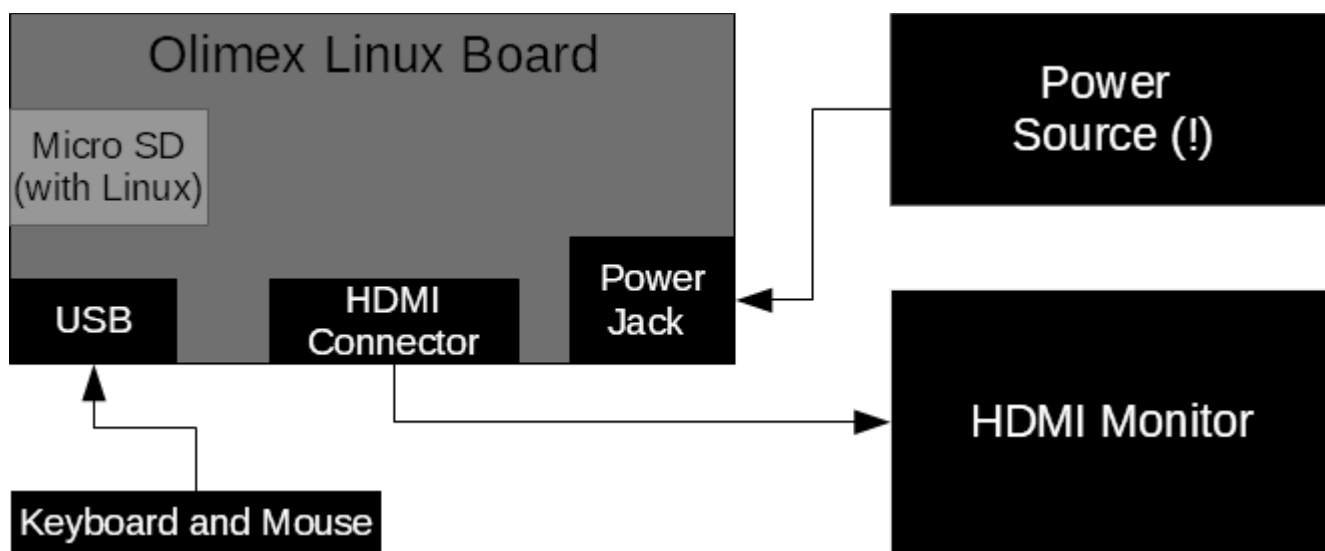 Olimex Linux Board
Micro SD
(with Linux)
USB
HDMI
Connector
Power
Jack
Power
Source (!)
HDMI Monitor
Keyboard and Mouse